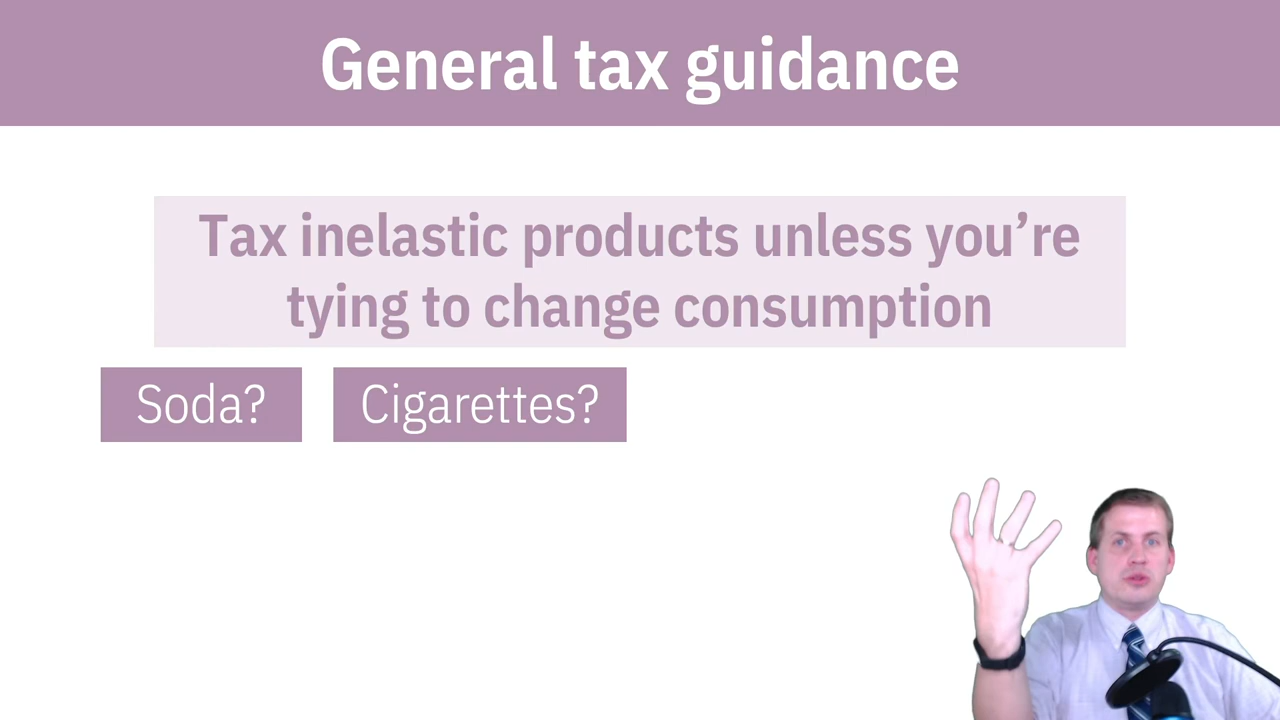 General tax guidance
Tax inelastic products unless you’re
tying to change consumption
Soda?
Cigarettes?